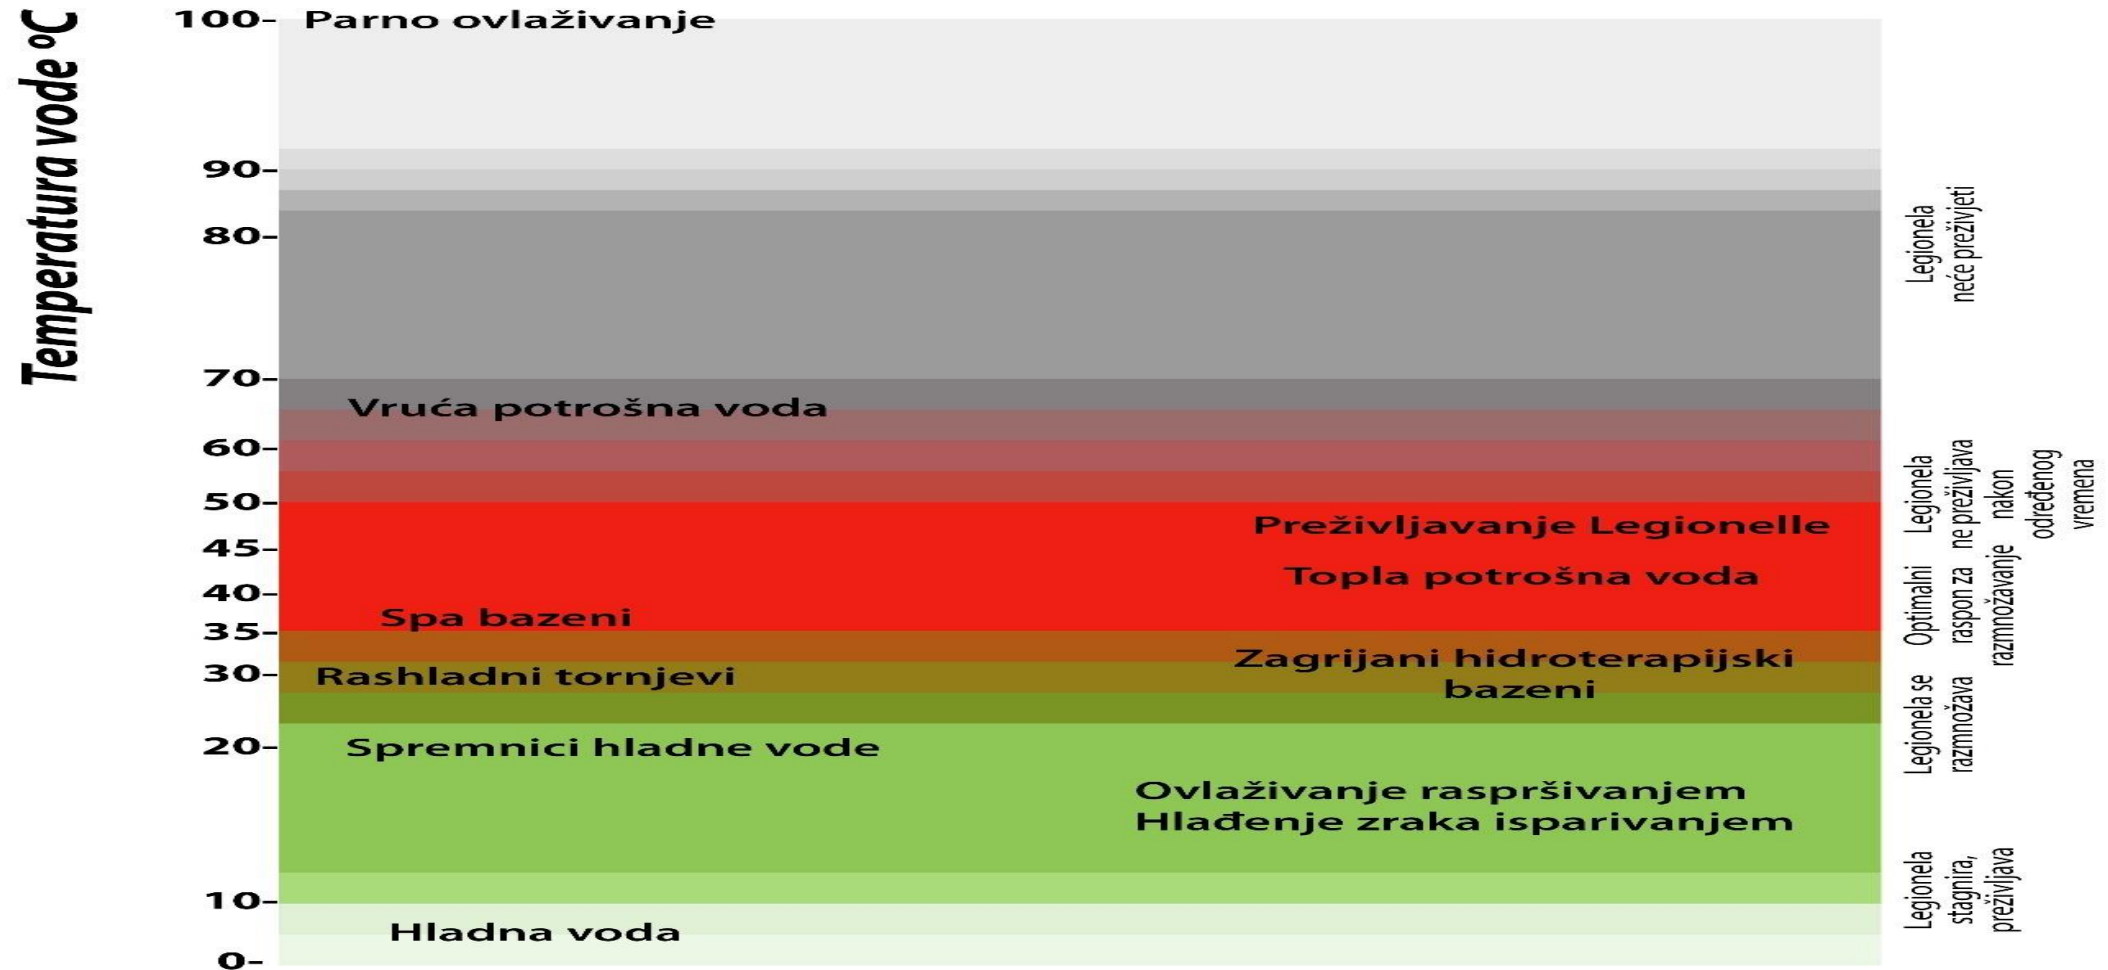 Temperatura vode °C
100-
Parno ovlaživanje
90-
80-
70-
Vruća potrošna voda
60-
50-
Preživljavanje Legionelle
45-
Topla potrošna voda
40-
Spa bazeni
35-
Zagrijani hidroterapijski
bazeni
30-
Rashladni tornjevi
20-
Spremnici hladne vode
Ovlaživanje raspršivanjem
Hlađenje zraka isparivanjem
10-
Hladna voda
0-
Legionela
neće preživjeti
Legionela
ne preživljava
nakon
određenog
vremena
Optimalni
raspon za
razmnožavanje
Legionela se
razmnožava
Legionela
stagnira,
preživljava